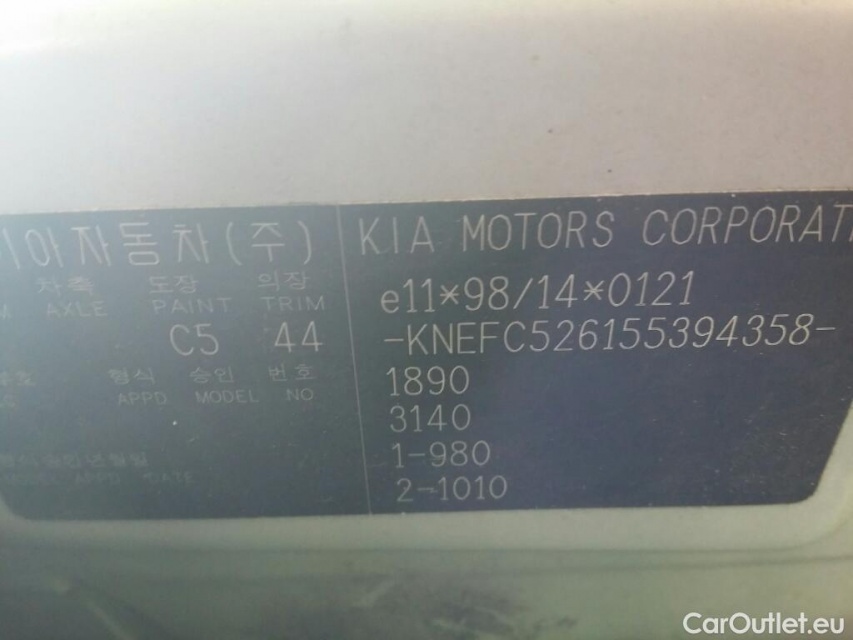 기아자동차(주)
차축 도장 의장
AXLE PAINT TRIM
C5 44
형식 승인 번호
APPD MODEL NO
KIA MOTORS CORPORATI
e11*98/14*0121
-KNEFC526155394358-
1890
3140
1-980
2-1010
CarOutlet.eu